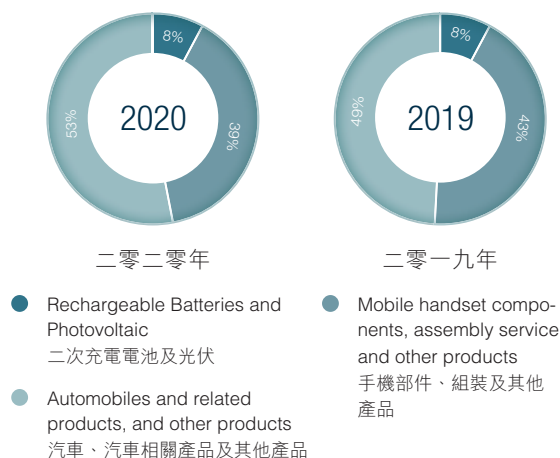 8%
53%
2020
39%
8%
49%
2019
43%
二零二零年
二零一九年
Rechargeable Batteries and
Photovoltaic
二次充電電池及光伏
Automobiles and related
products, and other products
汽車、汽車相關產品及其他產品
Mobile handset compo-
nents, assembly service
and other products
手機部件、組裝及其他
產品